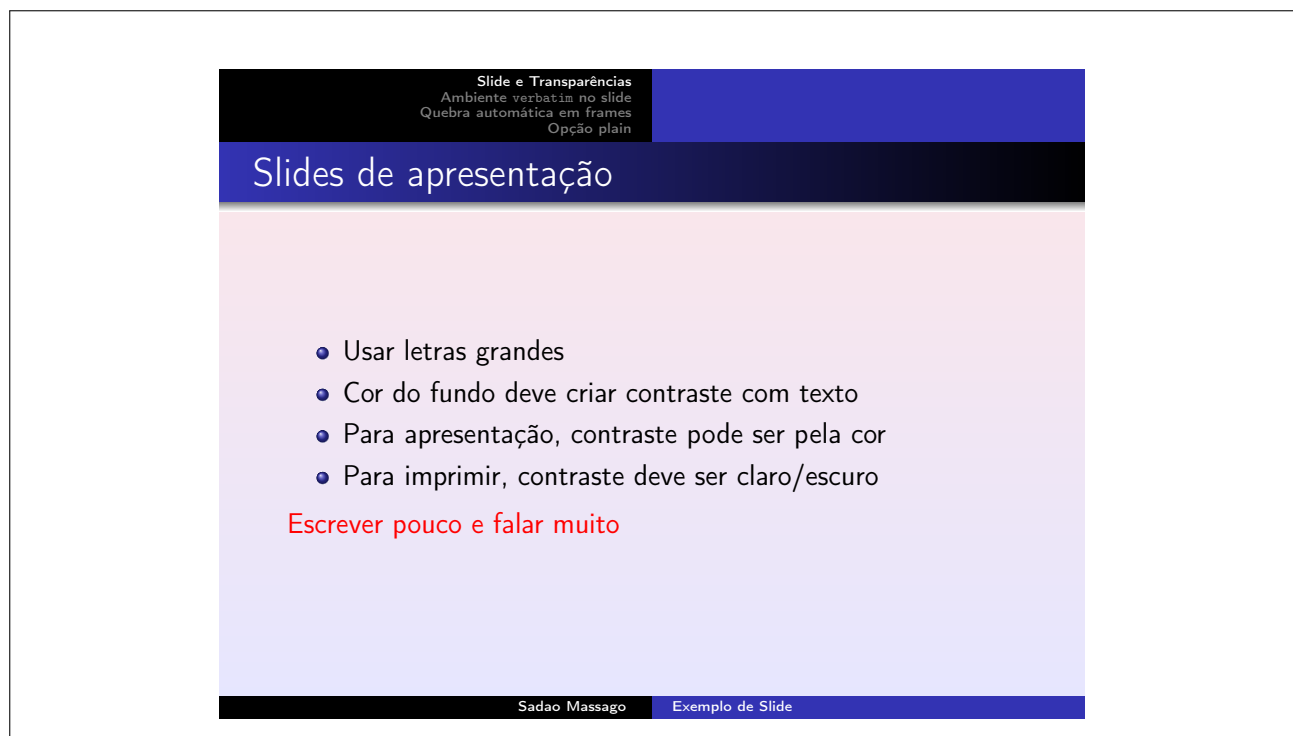 Slide e Transparências
Ambiente verbatim no slide
Quebra automática em frames
Opção plain
Slides de apresentação
Usar letras grandes
Cor do fundo deve criar contraste com texto
Para apresentação, contraste pode ser pela cor
Para imprimir, contraste deve ser claro/escuro
Escrever pouco e falar muito
Sadao Massago Exemplo de Slide